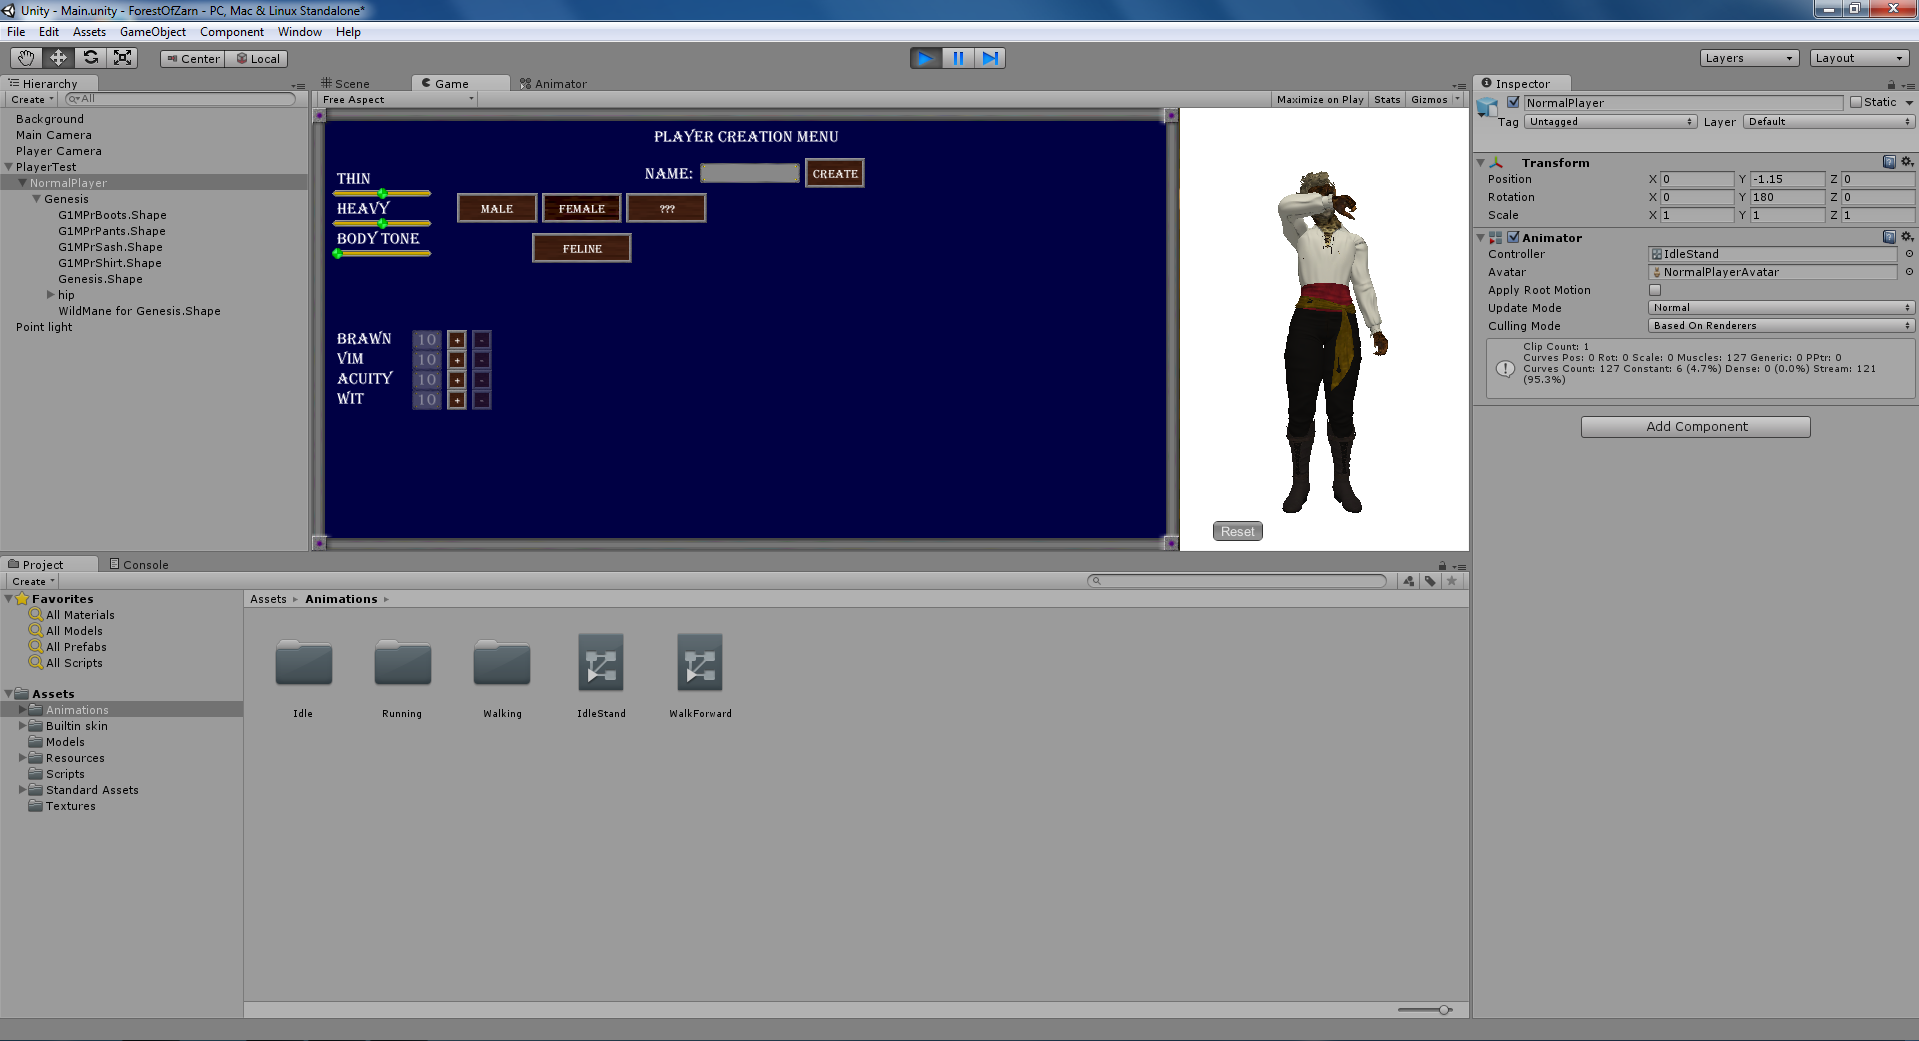 Unity - Main.unity - ForestOfZarn - PC, Mac & Linux Standalone*
File Edit Assets GameObject Component Window Help
Center Local Layers Layout
Hierarchy
Create All
Background
Main Camera
Player Camera
PlayerTest
NormalPlayer
Genesis
G1MPrBoots.Shape
G1MPrPants.Shape
G1MPrSash.Shape
G1MPrShirt.Shape
Genesis.Shape
hip
WildMane for Genesis.Shape
Point light
Scene Game Animator
Free Aspect Maximize on Play Stats Gizmos
PLAYER CREATION MENU
NAME: CREATE
THIN
HEAVY
BODY TONE
MALE FEMALE ???
FELINE
BRAWN 10 + -
VIM 10 + -
ACUITY 10 + -
WIT 10 + -
Reset
Inspector
NormalPlayer Static
Tag Untagged Layer Default
Transform
Position X 0 Y -1.15 Z 0
Rotation X 0 Y 180 Z 0
Scale X 1 Y 1 Z 1
Animator
Controller IdleStand
Avatar NormalPlayerAvatar
Apply Root Motion
Update Mode Normal
Culling Mode Based On Renderers
Clip Count: 1
Curves Pos: 0 Rot: 0 Scale: 0 Muscles: 127 Generic: 0 PPtr: 0
Curves Count: 127 Constant: 6 (4.7%) Dense: 0 (0.0%) Stream: 121
(95.3%)
Add Component
Project Console
Create
Favorites
All Materials
All Models
All Prefabs
All Scripts
Assets
Animations
Builtin skin
Models
Resources
Scripts
Standard Assets
Textures
Assets Animations
Idle Running Walking IdleStand WalkForward